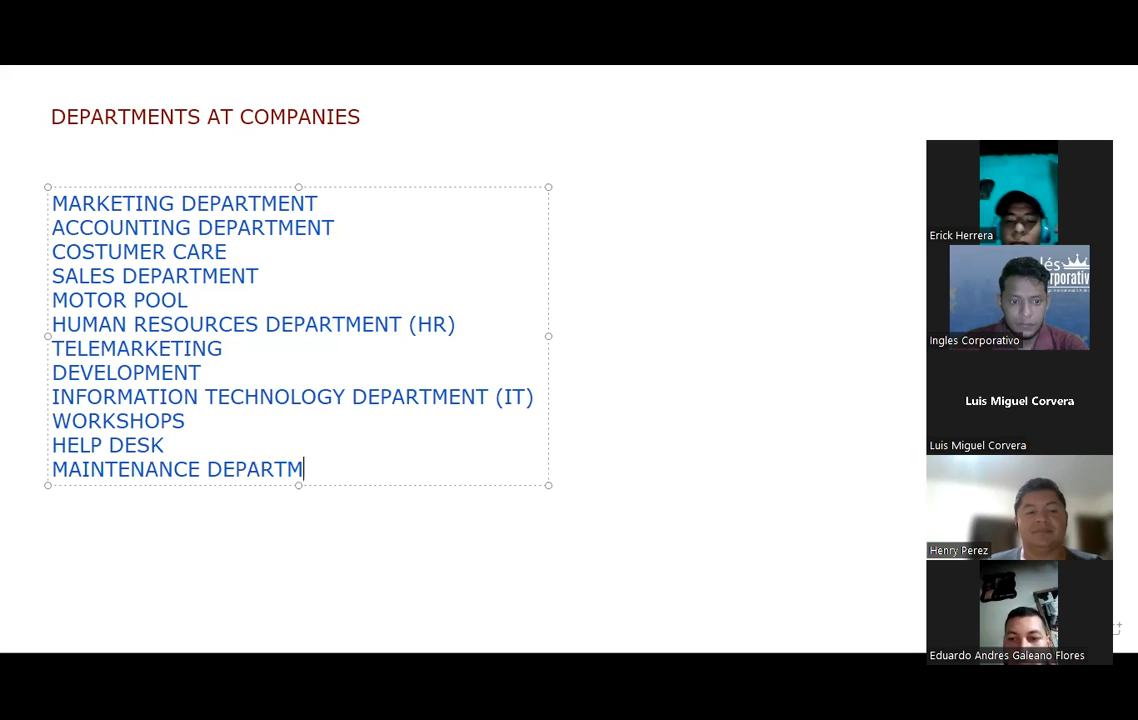 DEPARTMENTS AT COMPANIES
MARKETING DEPARTMENT
ACCOUNTING DEPARTMENT
COSTUMER CARE
SALES DEPARTMENT
MOTOR POOL
HUMAN RESOURCES DEPARTMENT (HR)
TELEMARKETING
DEVELOPMENT
INFORMATION TECHNOLOGY DEPARTMENT (IT)
WORKSHOPS
HELP DESK
MAINTENANCE DEPARTM
Erick Herrera
Ingles Corporativo
Luis Miguel Corvera
Luis Miguel Corvera
Henry Perez
Eduardo Andres Galeano Flores